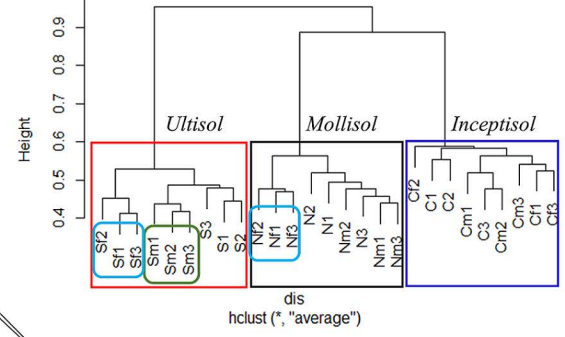 Height
0.9
0.8
0.7
0.6
0.5
0.4
Ultisol Mollisol Inceptisol
Sf2 Sf1 Sf3 Sm1 Sm2 Sm3 S3 S1 S2 Nf2 Nf1 Nf3 N2 N1 Nm2 N3 Nm1 Nm3 Cf2 C1 C2 Cm1 C3 Cm2 Cm3 Cf1 Cf3
dis
hclust (*, "average")